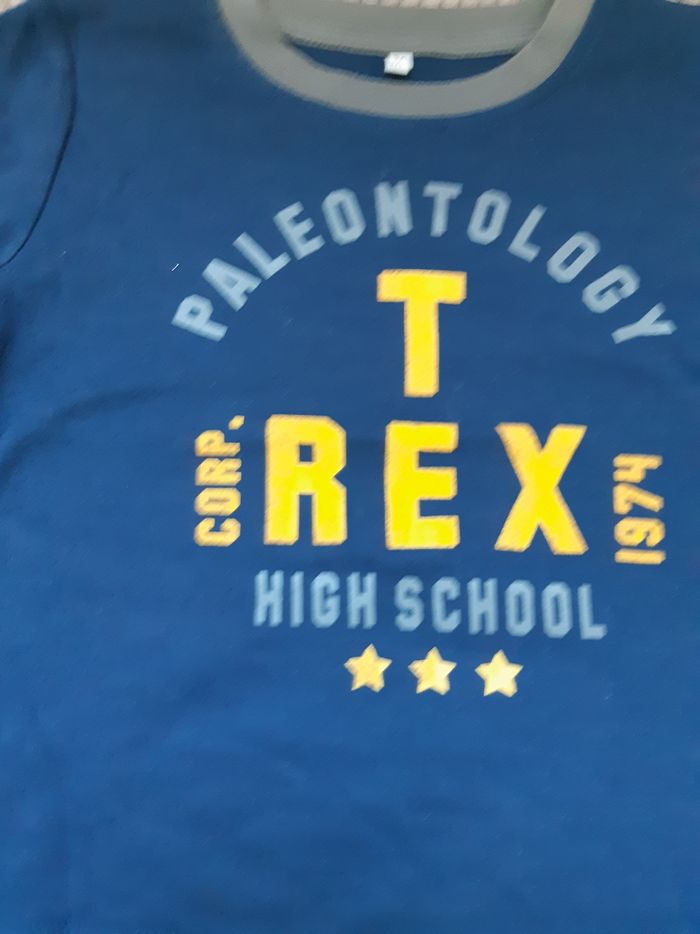 PALEONTOLOGY
T
CORP. REX 1974
HIGH SCHOOL